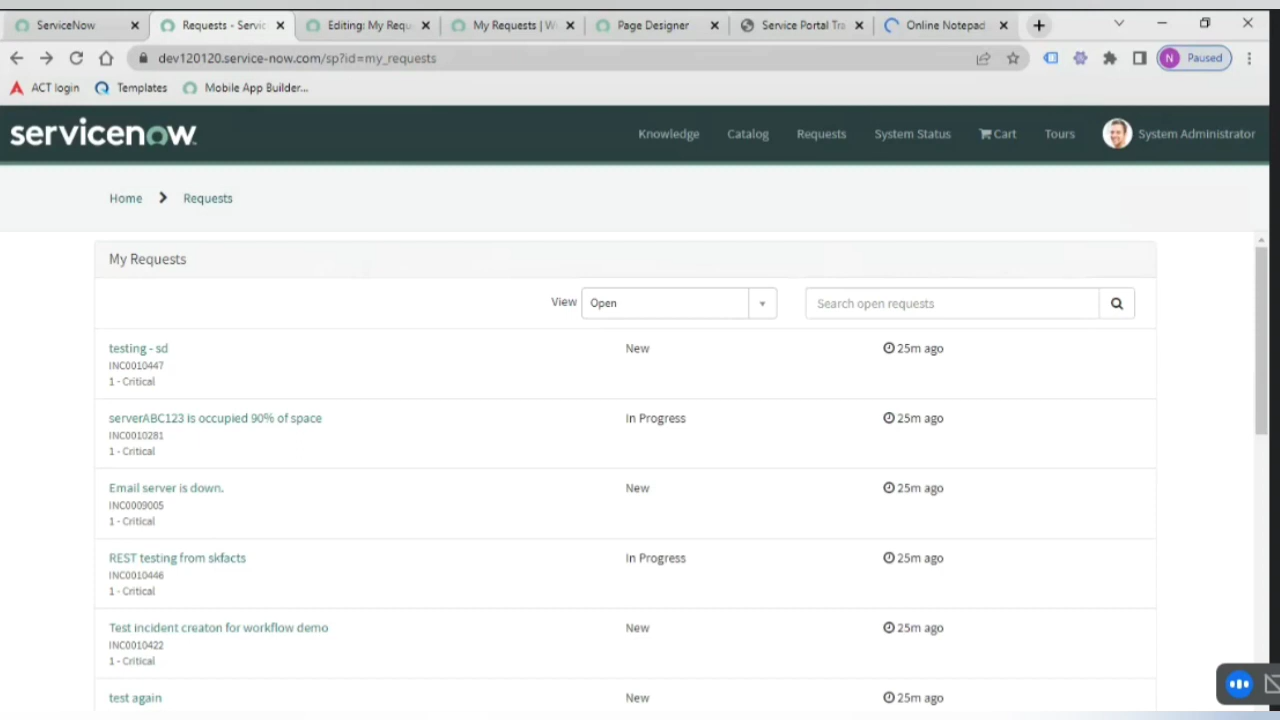 ServiceNow
Requests - Servic
Editing: My Requ
My Requests | W
Page Designer
Service Portal Tra
Online Notepad
dev120120.service-now.com/sp?id=my_requests
N Paused
ACT login
Templates
Mobile App Builder...
servicenow
Knowledge
Catalog
Requests
System Status
Cart
Tours
System Administrator
Home
Requests
My Requests
View
Open
Search open requests
testing - sd
New
25m ago
INC0010447
1 - Critical
serverABC123 is occupied 90% of space
In Progress
25m ago
INC0010281
1 - Critical
Email server is down.
New
25m ago
INC0009005
1 - Critical
REST testing from skfacts
In Progress
25m ago
INC0010446
1 - Critical
Test incident creaton for workflow demo
New
25m ago
INC0010422
1 - Critical
test again
New
25m ago